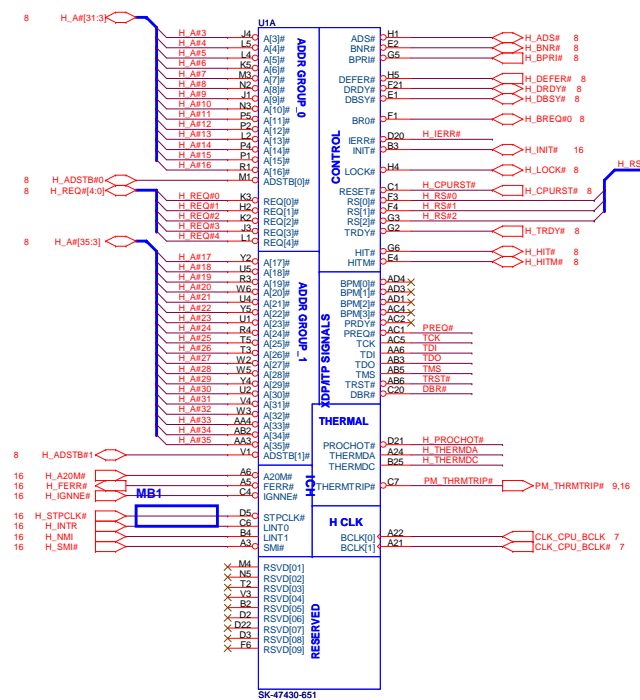 U1A
8 H_A#[31:3]
H_A#3 J4 A[3]#
H_A#4 L5 A[4]#
H_A#5 L4 A[5]#
H_A#6 K5 A[6]#
H_A#7 M3 A[7]#
H_A#8 N2 A[8]#
H_A#9 J1 A[9]#
H_A#10 N3 A[10]#
H_A#11 P5 A[11]#
H_A#12 P2 A[12]#
H_A#13 L2 A[13]#
H_A#14 P4 A[14]#
H_A#15 P1 A[15]#
H_A#16 R1 A[16]#
8 H_ADSTB#0 M1 ADSTB[0]#
8 H_REQ#[4:0]
H_REQ#0 K3 REQ[0]#
H_REQ#1 H2 REQ[1]#
H_REQ#2 K2 REQ[2]#
H_REQ#3 J3 REQ[3]#
H_REQ#4 L1 REQ[4]#
ADDR GROUP_0
8 H_A#[35:3]
H_A#17 Y2 A[17]#
H_A#18 U5 A[18]#
H_A#19 R3 A[19]#
H_A#20 W6 A[20]#
H_A#21 U4 A[21]#
H_A#22 Y5 A[22]#
H_A#23 U1 A[23]#
H_A#24 R4 A[24]#
H_A#25 T5 A[25]#
H_A#26 T3 A[26]#
H_A#27 W2 A[27]#
H_A#28 W5 A[28]#
H_A#29 Y4 A[29]#
H_A#30 U2 A[30]#
H_A#31 V4 A[31]#
H_A#32 W3 A[32]#
H_A#33 AA4 A[33]#
H_A#34 AB2 A[34]#
H_A#35 AA3 A[35]#
8 H_ADSTB#1 V1 ADSTB[1]#
ADDR GROUP_1
16 H_A20M# A6 A20M#
16 H_FERR# A5 FERR#
16 H_IGNNE# C4 IGNNE#
MB1
16 H_STPCLK# D5 STPCLK#
16 H_INTR C6 LINT0
16 H_NMI B4 LINT1
16 H_SMI# A3 SMI#
ICH
M4 RSVD[01]
N5 RSVD[02]
T2 RSVD[03]
V3 RSVD[04]
B2 RSVD[05]
D2 RSVD[06]
D22 RSVD[07]
D3 RSVD[08]
F6 RSVD[09]
RESERVED
ADS# H1 H_ADS# 8
BNR# E2 H_BNR# 8
BPRI# G5 H_BPRI# 8
DEFER# H5 H_DEFER# 8
DRDY# F21 H_DRDY# 8
DBSY# E1 H_DBSY# 8
BR0# F1 H_BREQ#0 8
IERR# D20 H_IERR#
INIT# B3 H_INIT# 16
LOCK# H4 H_LOCK# 8
RESET# C1 H_CPURST# H_CPURST# 8
RS[0]# F3 H_RS#0
RS[1]# F4 H_RS#1
RS[2]# G3 H_RS#2
H_RS
TRDY# G2 H_TRDY# 8
HIT# G6 H_HIT# 8
HITM# E4 H_HITM# 8
CONTROL
BPM[0]# AD4
BPM[1]# AD3
BPM[2]# AD1
BPM[3]# AC4
PRDY# AC2
PREQ# AC1 PREQ#
TCK AC5 TCK
TDI AA6 TDI
TDO AB3 TDO
TMS AB5 TMS
TRST# AB6 TRST#
DBR# C20 DBR#
XDP/ITP SIGNALS
THERMAL
PROCHOT# D21 H_PROCHOT#
THERMDA A24 H_THERMDA
THERMDC B25 H_THERMDC
THERMTRIP# C7 PM_THRMTRIP# PM_THRMTRIP# 9,16
H CLK
BCLK[0] A22 CLK_CPU_BCLK 7
BCLK[1] A21 CLK_CPU_BCLK# 7
SK-47430-651